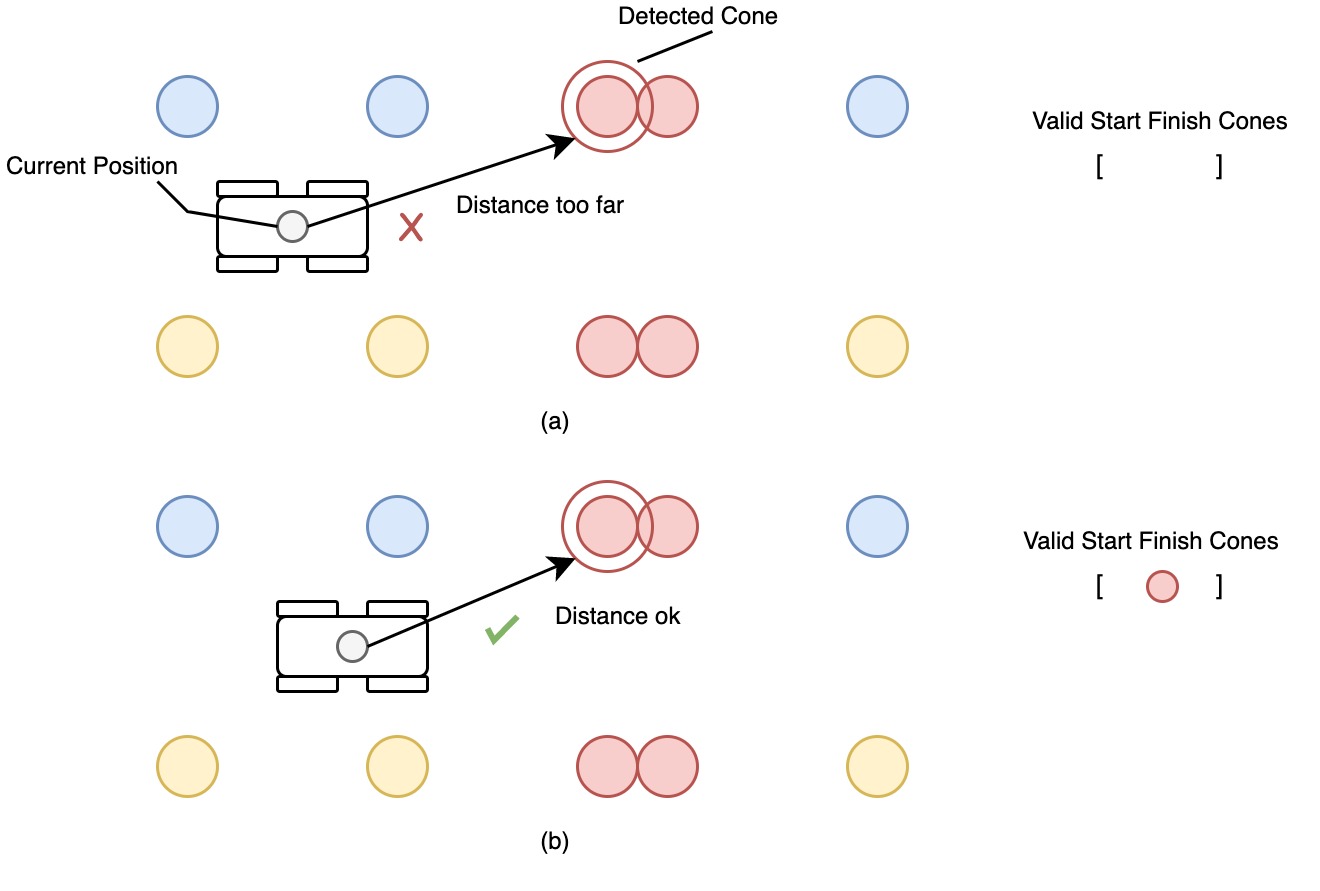 Detected Cone
Valid Start Finish Cones
[ ]
Current Position
Distance too far
(a)
Valid Start Finish Cones
[ ]
Distance ok
(b)